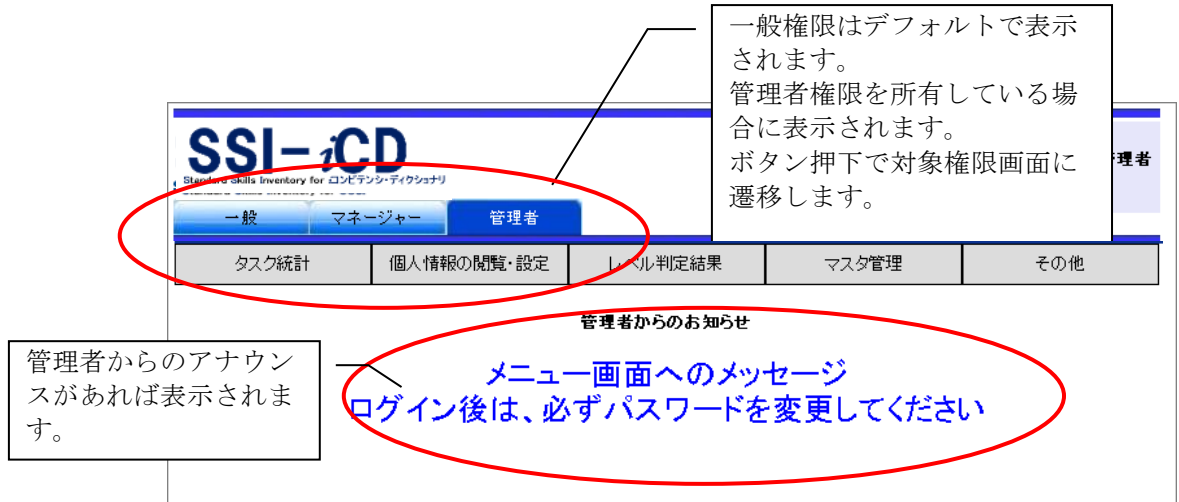 一般権限はデフォルトで表示
されます。
管理者権限を所有している場
合に表示されます。
ボタン押下で対象権限画面に
遷移します。
SSI-iCD
Standard Skills Inventory for コンピテンシ・ディクショナリ
理者
一般 マネージャー 管理者
タスク統計 個人情報の閲覧・設定 レベル判定結果 マスタ管理 その他
管理者からのお知らせ
メニュー画面へのメッセージ
ログイン後は、必ずパスワードを変更してください
管理者からのアナウン
スがあれば表示されま
す。